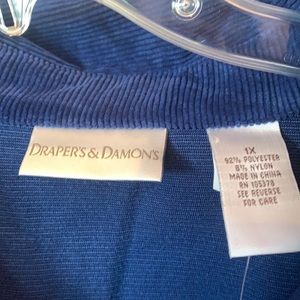 DRAPER'S & DAMON'S
1X
92% POLYESTER
8% NYLON
MADE IN CHINA
RN 105378
SEE REVERSE
FOR CARE